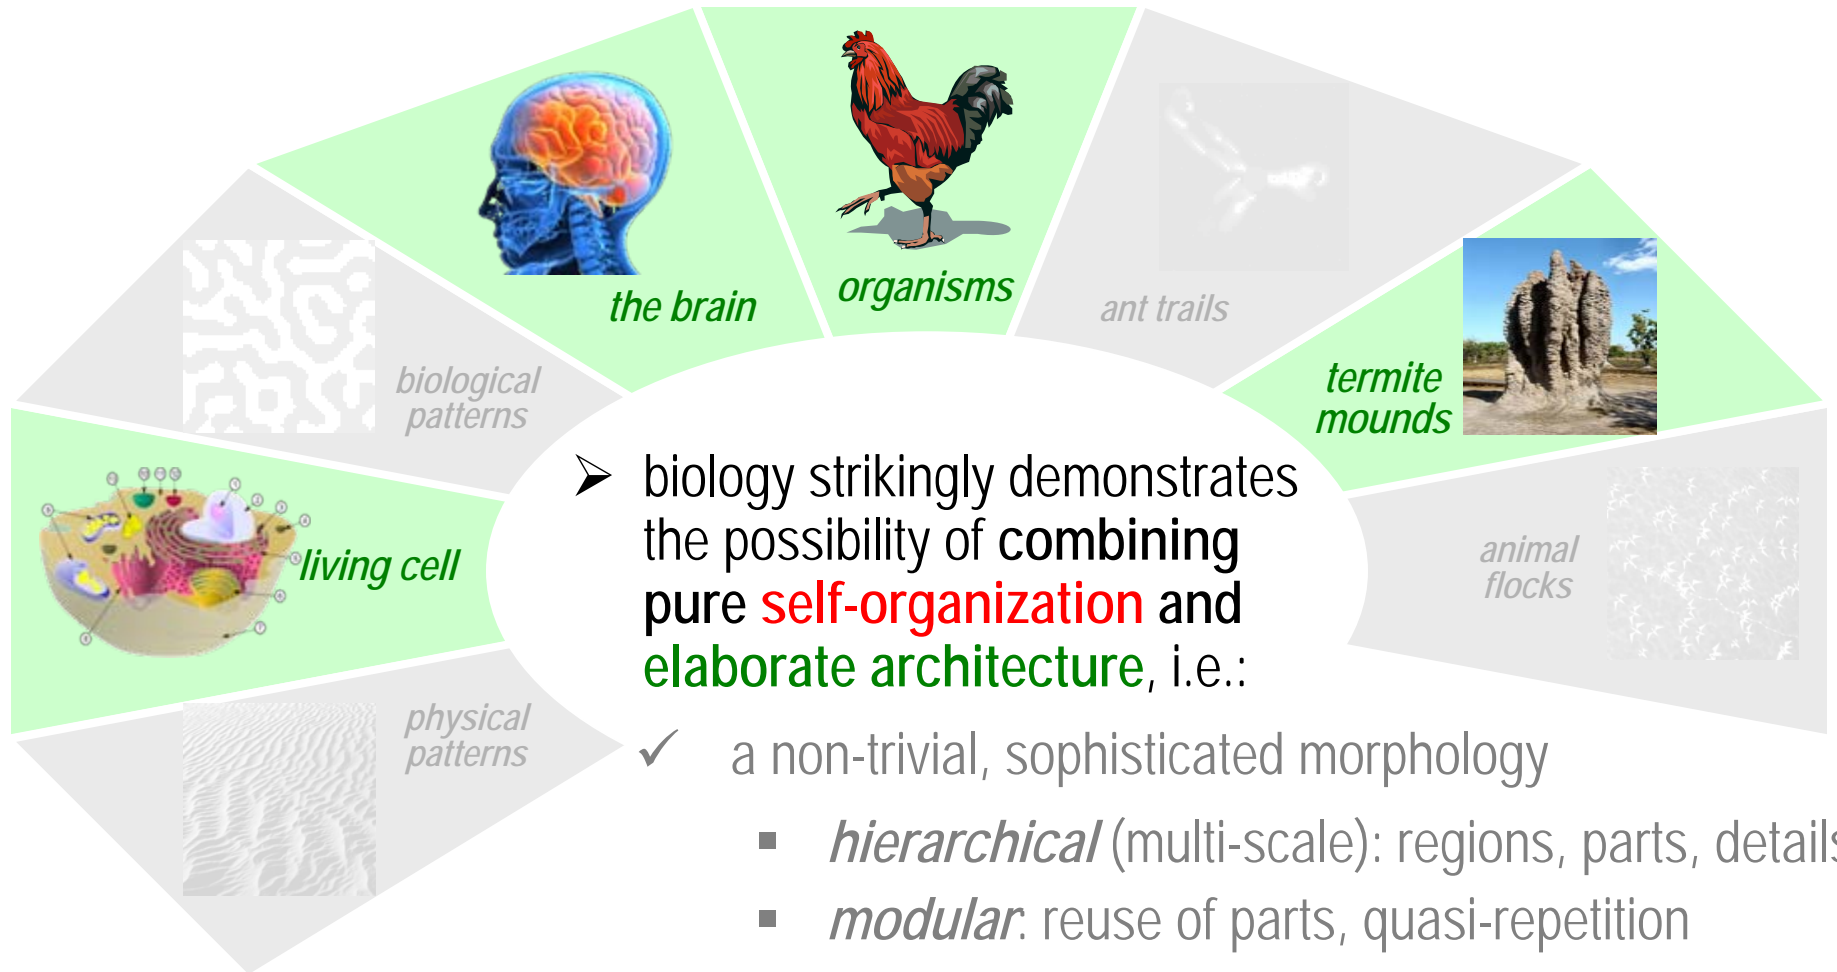 the brain
organisms
ant trails
termite
mounds
biological
patterns
living cell
animal
flocks
physical
patterns
➢ biology strikingly demonstrates
the possibility of combining
pure self-organization and
elaborate architecture, i.e.:
✓ a non-trivial, sophisticated morphology
▪ hierarchical (multi-scale): regions, parts, details
▪ modular: reuse of parts, quasi-repetition